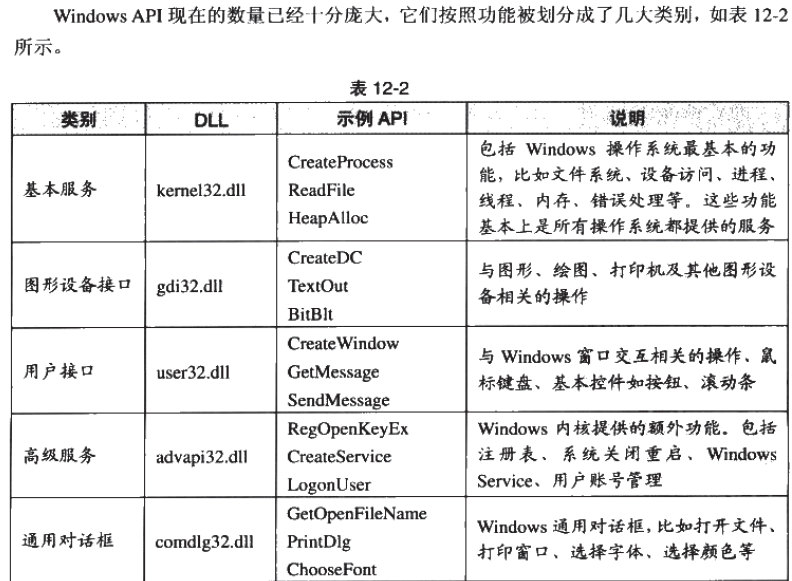 Windows API 现在的数量已经十分庞大，它们按照功能被划分成了几大类别，如表 12-2
所示。
表 12-2
类别 DLL 示例 API 说明
基本服务 kernel32.dll
CreateProcess
ReadFile
HeapAlloc
包括 Windows 操作系统最基本的功
能，比如文件系统、设备访问、进程、
线程、内存、错误处理等。这些功能
基本上是所有操作系统都提供的服务
图形设备接口 gdi32.dll
CreateDC
TextOut
BitBlt
与图形、绘图、打印机及其他图形设
备相关的操作
用户接口 user32.dll
CreateWindow
GetMessage
SendMessage
与 Windows 窗口交互相关的操作、鼠
标键盘、基本控件如按钮、滚动条
高级服务 advapi32.dll
RegOpenKeyEx
CreateService
LogonUser
Windows 内核提供的额外功能。包括
注册表、系统关闭重启、Windows
Service、用户账号管理
通用对话框 comdlg32.dll
GetOpenFileName
PrintDlg
ChooseFont
Windows 通用对话框，比如打开文件、
打印窗口、选择字体、选择颜色等